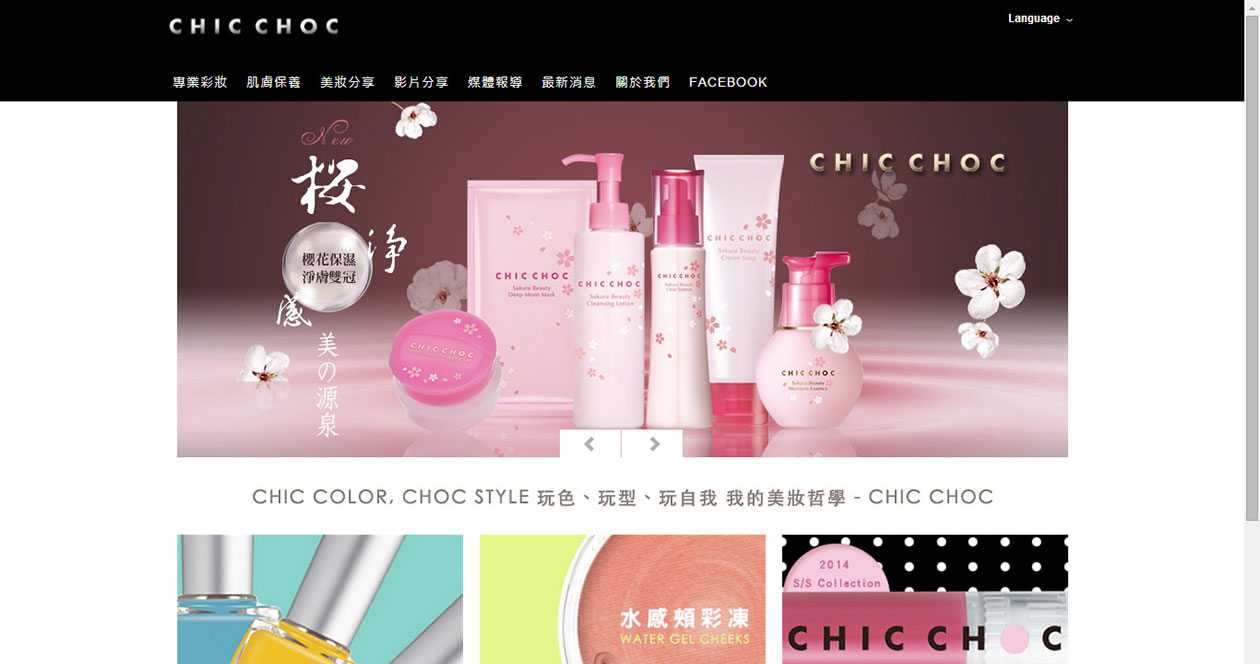 CHIC CHOC
Language
專業彩妝 肌膚保養 美妝分享 影片分享 媒體報導 最新消息 關於我們 FACEBOOK
New
桜
淨
櫻花保濕
淨膚雙冠
感
美の源泉
CHIC CHOC
CHIC CHOC
Sakura Beauty
Deep Moist Mask
CHIC CHOC
CHIC CHOC
Sakura Beauty
Cleansing Lotion
CHIC CHOC
Sakura Beauty
Clear Essence
CHIC CHOC
Sakura Beauty
Cream Soap
CHIC CHOC
Sakura Beauty
Moisture Essence
CHIC COLOR, CHOC STYLE 玩色、玩型、玩自我 我的美妝哲學 - CHIC CHOC
水感頰彩凍
WATER GEL CHEEKS
2014
S/S Collection
CHIC CHOC